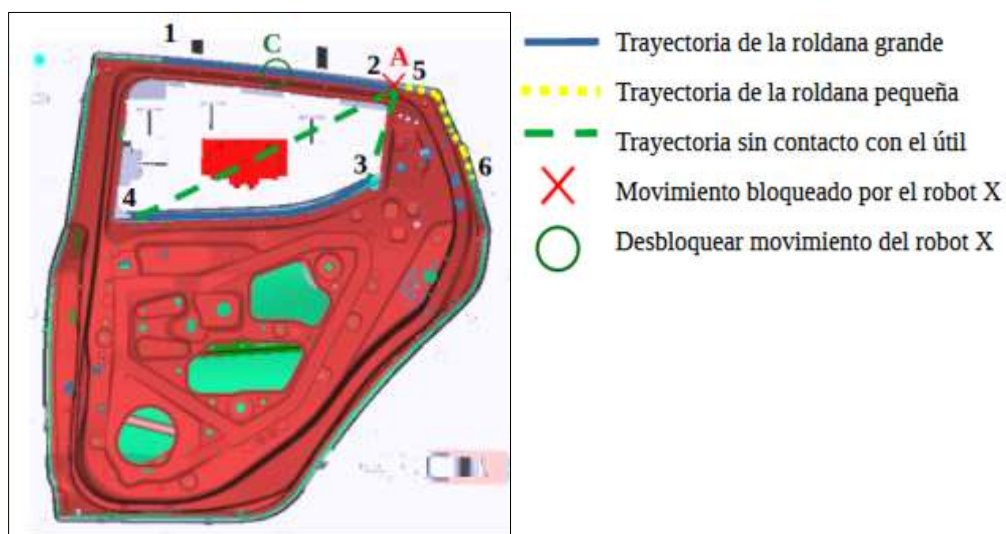 1
C
2 A 5
3
6
4
Trayectoria de la roldana grande
Trayectoria de la roldana pequeña
Trayectoria sin contacto con el útil
Movimiento bloqueado por el robot X
Desbloquear movimiento del robot X